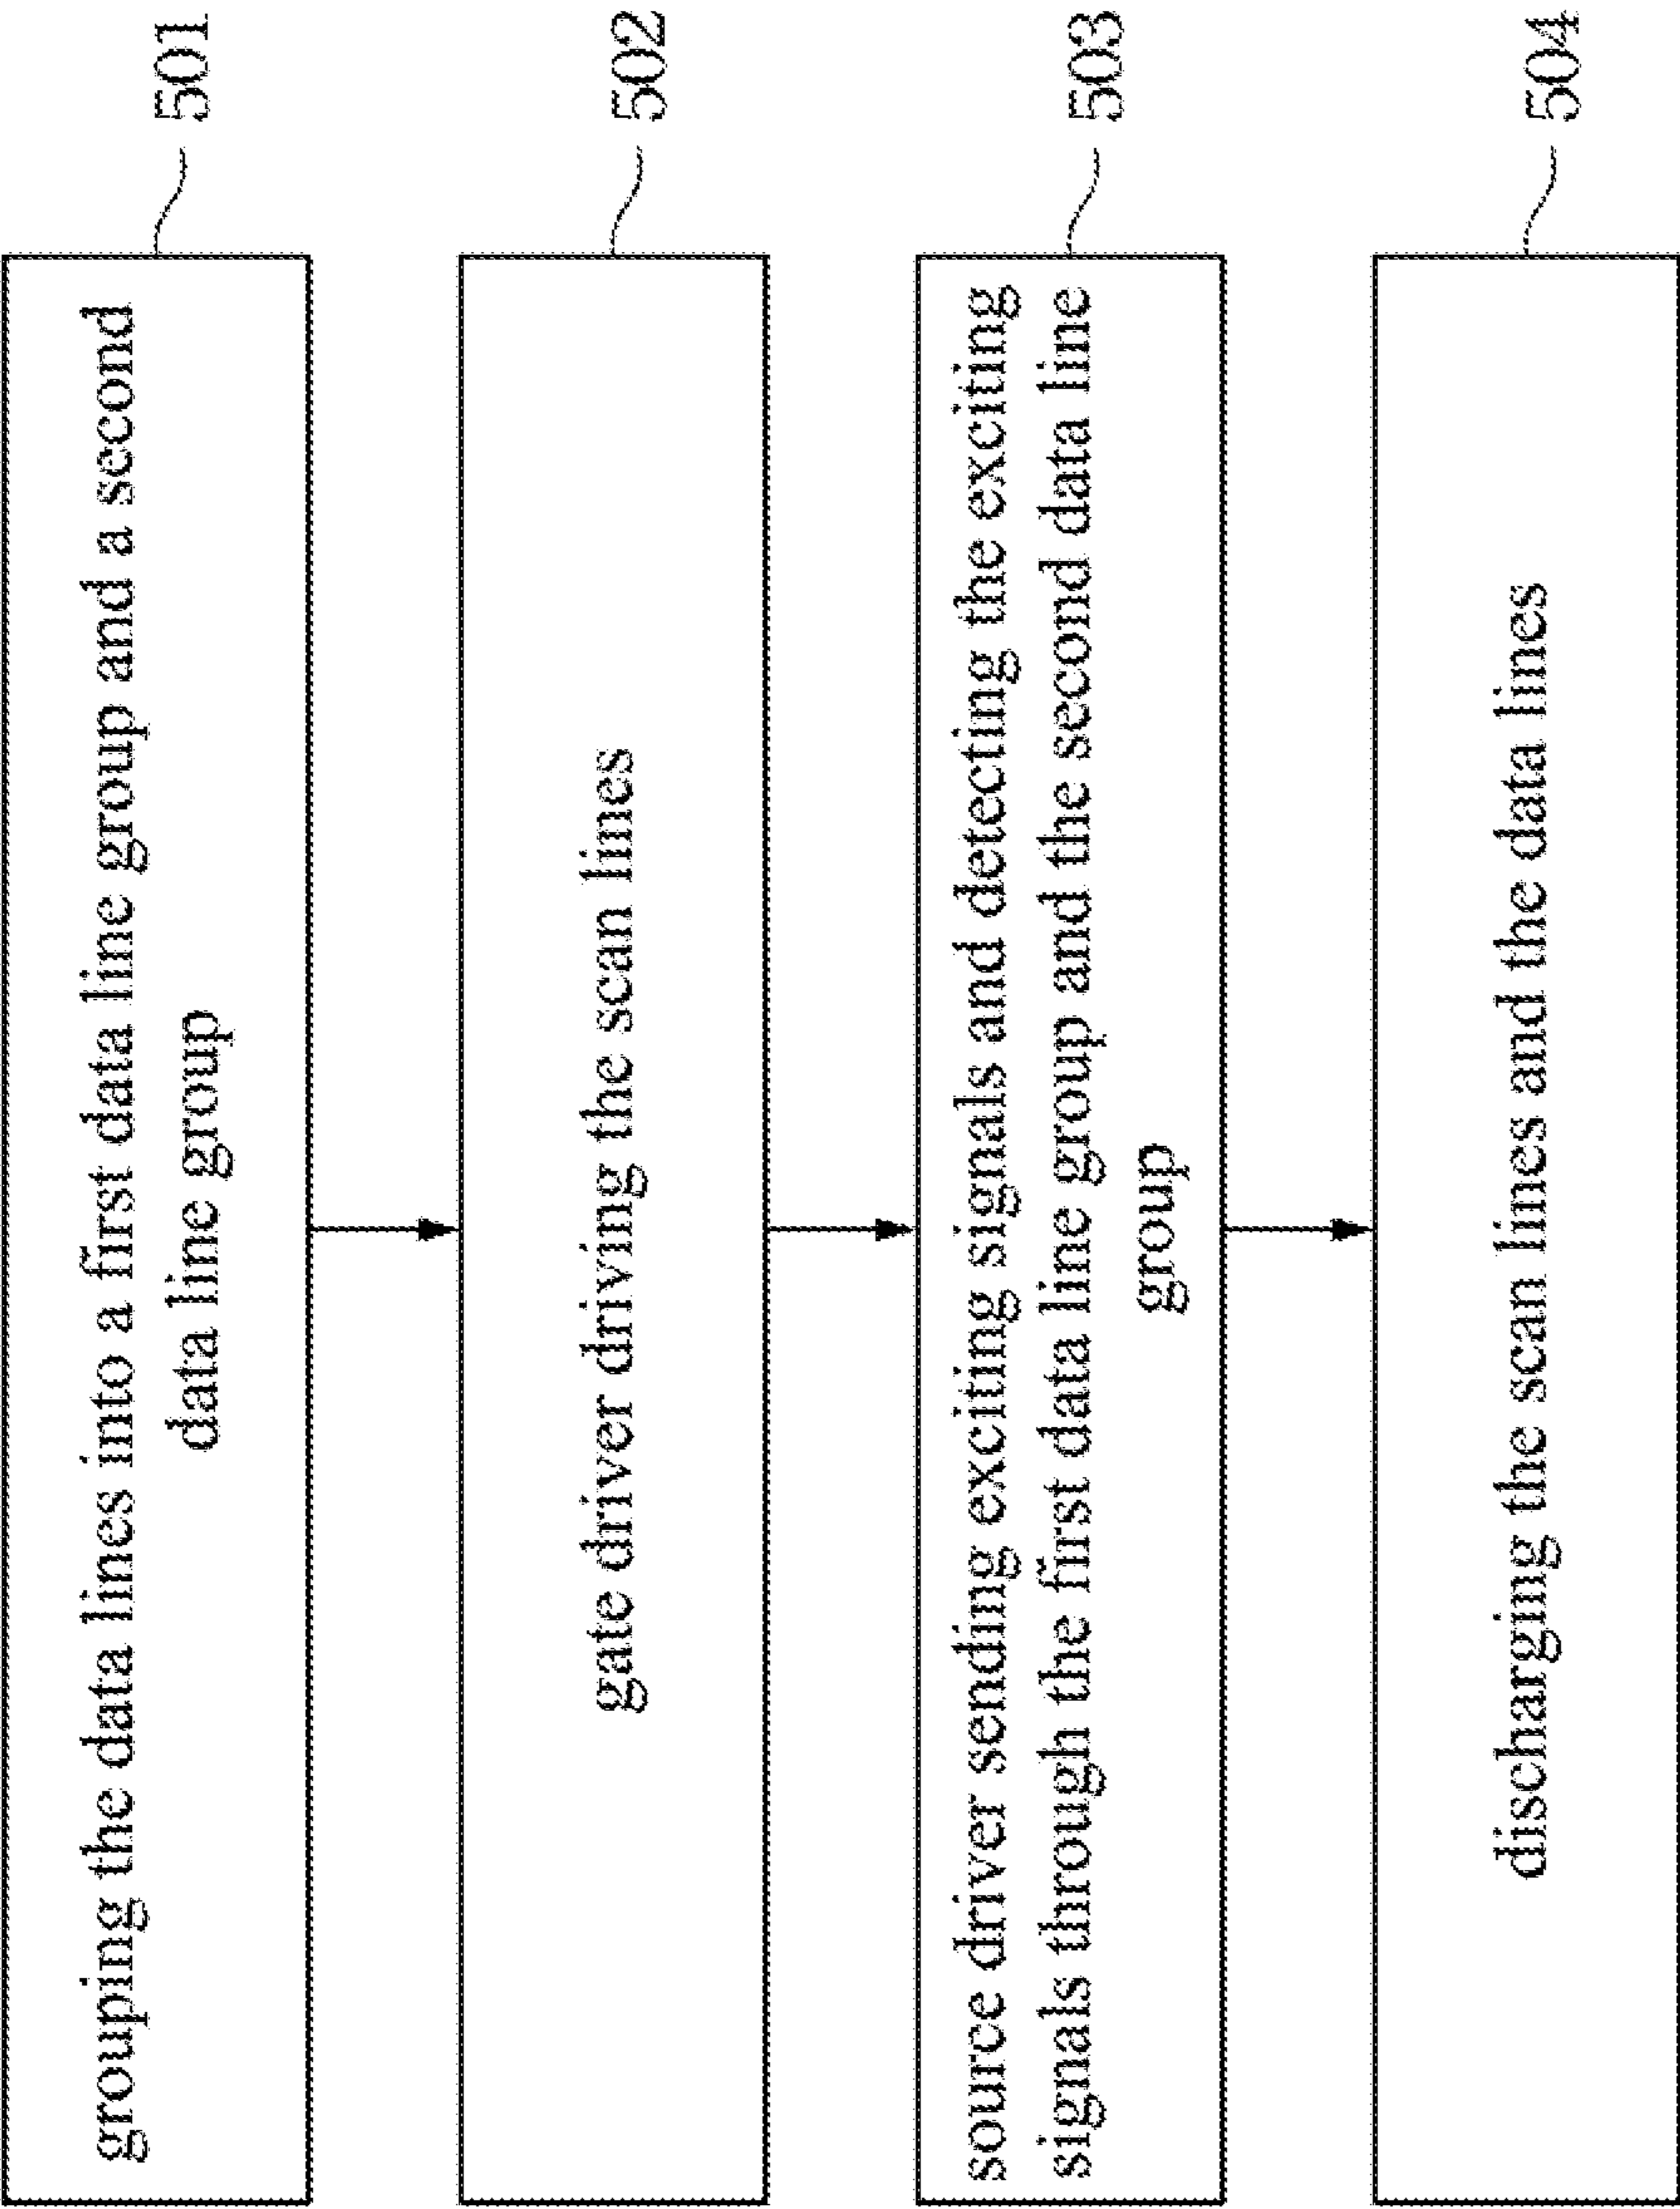 grouping the data lines into a first data line group and a second
data line group
501
gate driver driving the scan lines
502
source driver sending exciting signals and detecting the exciting
signals through the first data line group and the second data line
group
503
discharging the scan lines and the data lines
504